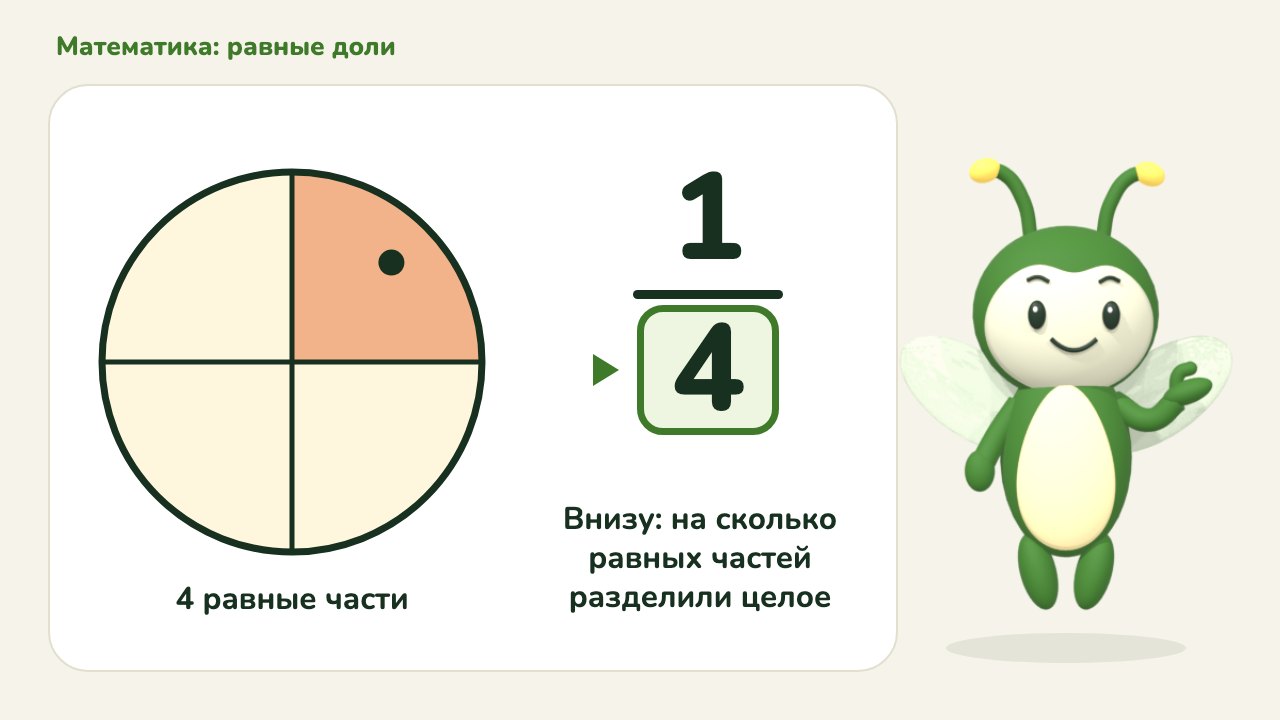 Математика: равные доли
1
4
4 равные части
Внизу: на сколько
равных частей
разделили целое